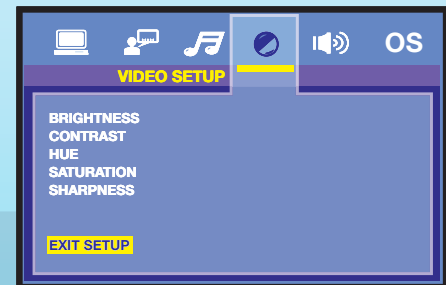 OS
VIDEO SETUP
BRIGHTNESS
CONTRAST
HUE
SATURATION
SHARPNESS
EXIT SETUP